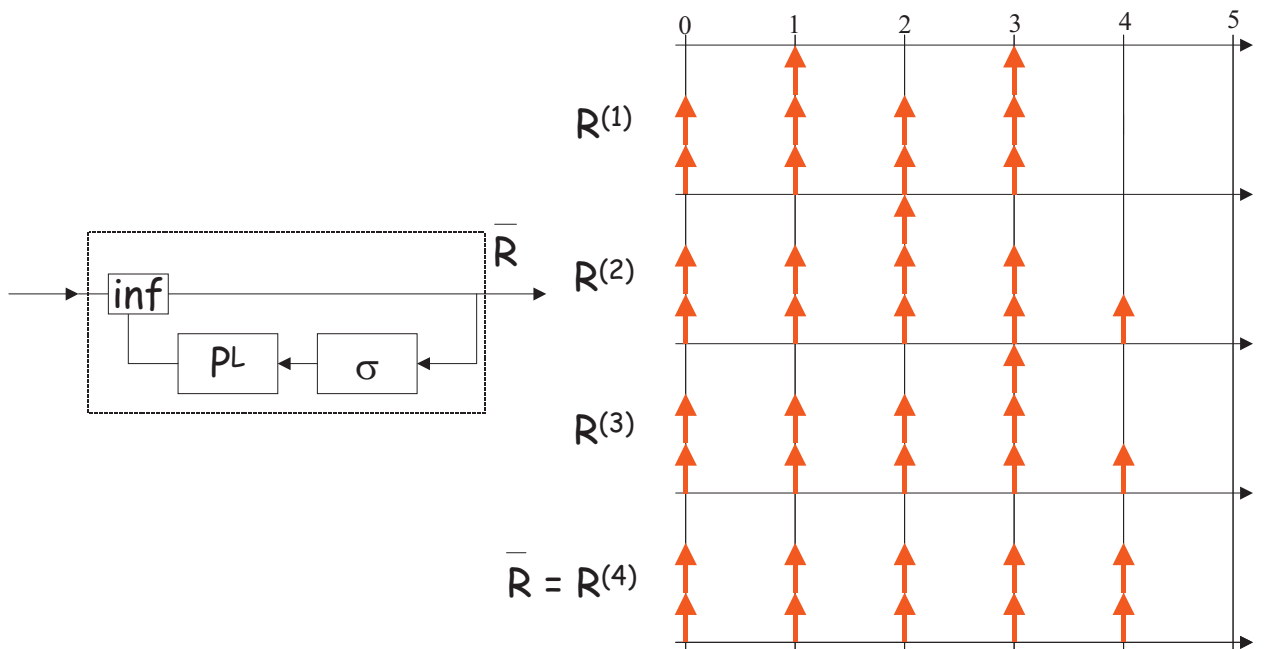 0 1 2 3 4 5
R(1)
R(2)
R̅
inf
PL
σ
R(3)
R̅ = R(4)